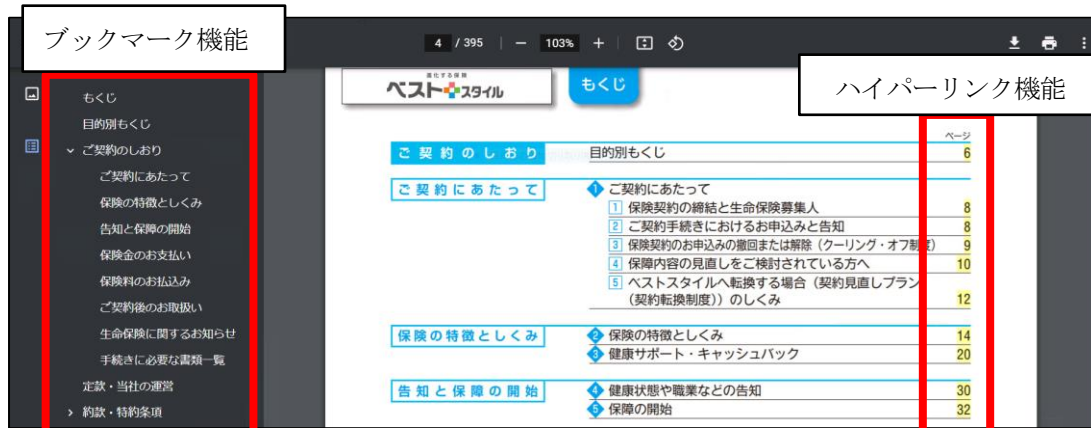 ブックマーク機能
4 / 395 | − 103% +
ハイパーリンク機能
もくじ
目的別もくじ
ご契約のしおり
ご契約にあたって
保険の特徴としくみ
告知と保障の開始
保険金のお支払い
保険料のお払込み
ご契約後のお取扱い
生命保険に関するお知らせ
手続きに必要な書類一覧
定款・当社の運営
約款・特約条項
進化する保険
ベストスタイル
もくじ
ページ
ご契約のしおり 目的別もくじ 6
ご契約にあたって 1 ご契約にあたって
1 保険契約の締結と生命保険募集人 8
2 ご契約手続きにおけるお申込みと告知 8
3 保険契約のお申込みの撤回または解除（クーリング・オフ制度） 9
4 保障内容の見直しをご検討されている方へ 10
5 ベストスタイルへ転換する場合（契約見直しプラン
（契約転換制度））のしくみ 12
保険の特徴としくみ 2 保険の特徴としくみ 14
3 健康サポート・キャッシュバック 20
告知と保障の開始 4 健康状態や職業などの告知 30
5 保障の開始 32